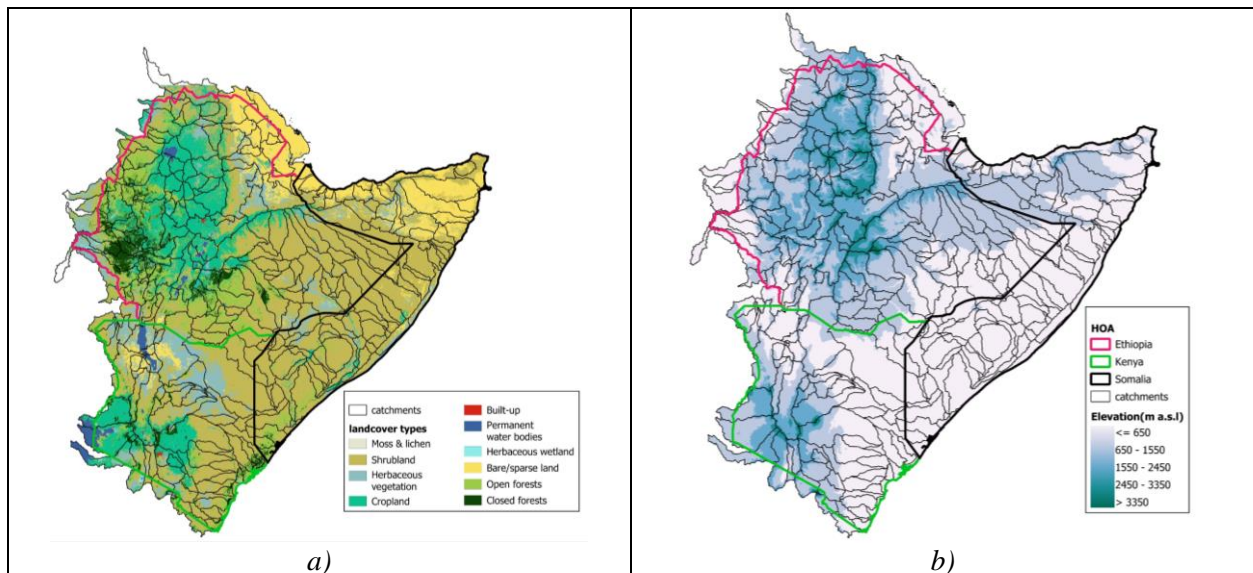 catchments
landcover types
Moss & lichen
Shrubland
Herbaceous
vegetation
Cropland
Built-up
Permanent
water bodies
Herbaceous wetland
Bare/sparse land
Open forests
Closed forests
a)
HOA
Ethiopia
Kenya
Somalia
catchments
Elevation(m a.s.l)
<= 650
650 - 1550
1550 - 2450
2450 - 3350
> 3350
b)